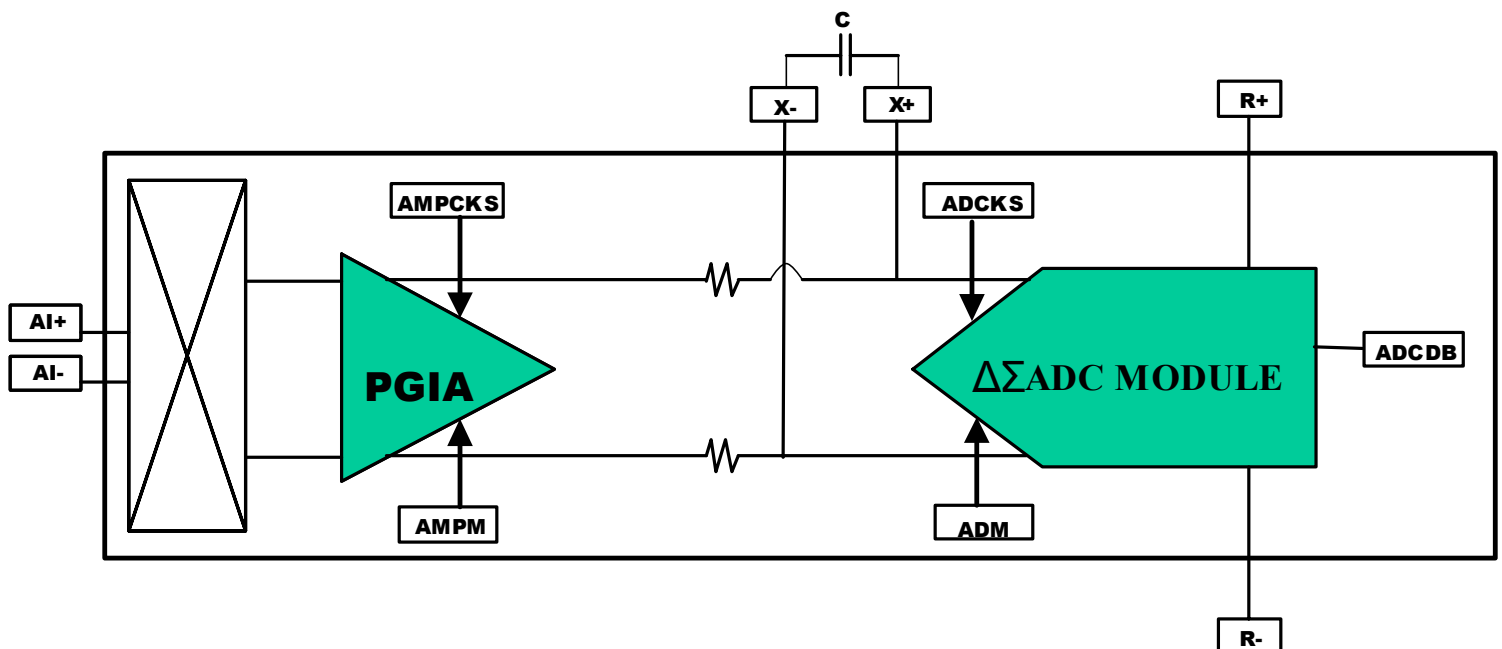 C
X-
X+
R+
AMPCKS
ADCKS
AI+
AI-
PGIA
ΔΣADC MODULE
ADCDB
AMPM
ADM
R-